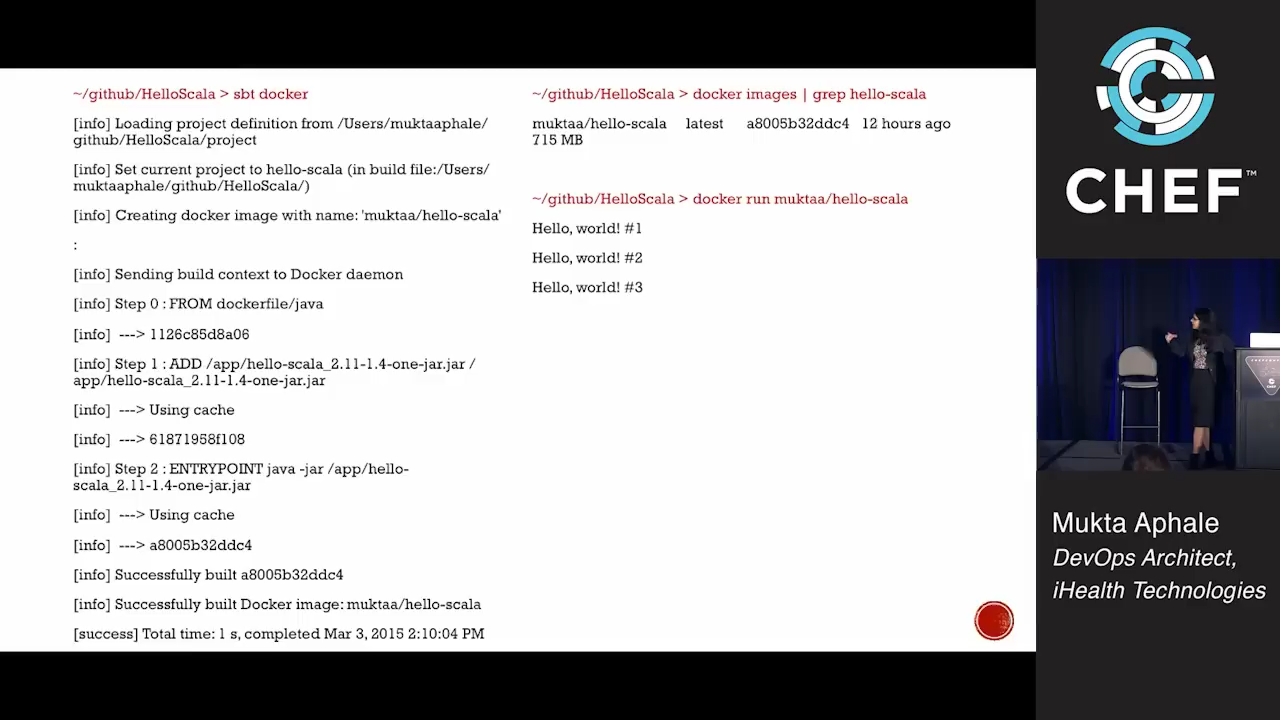 ~/github/HelloScala > sbt docker
[info] Loading project definition from /Users/muktaaphale/
github/HelloScala/project
[info] Set current project to hello-scala (in build file:/Users/
muktaaphale/github/HelloScala/)
[info] Creating docker image with name: 'muktaa/hello-scala'
:
[info] Sending build context to Docker daemon
[info] Step 0 : FROM dockerfile/java
[info]  ---> 1126c85d8a06
[info] Step 1 : ADD /app/hello-scala_2.11-1.4-one-jar.jar /
app/hello-scala_2.11-1.4-one-jar.jar
[info]  ---> Using cache
[info]  ---> 61871958f108
[info] Step 2 : ENTRYPOINT java -jar /app/hello-
scala_2.11-1.4-one-jar.jar
[info]  ---> Using cache
[info]  ---> a8005b32ddc4
[info] Successfully built a8005b32ddc4
[info] Successfully built Docker image: muktaa/hello-scala
[success] Total time: 1 s, completed Mar 3, 2015 2:10:04 PM
~/github/HelloScala > docker images | grep hello-scala
muktaa/hello-scala latest a8005b32ddc4 12 hours ago
715 MB
~/github/HelloScala > docker run muktaa/hello-scala
Hello, world! #1
Hello, world! #2
Hello, world! #3
CHEF™
Mukta Aphale
DevOps Architect,
iHealth Technologies